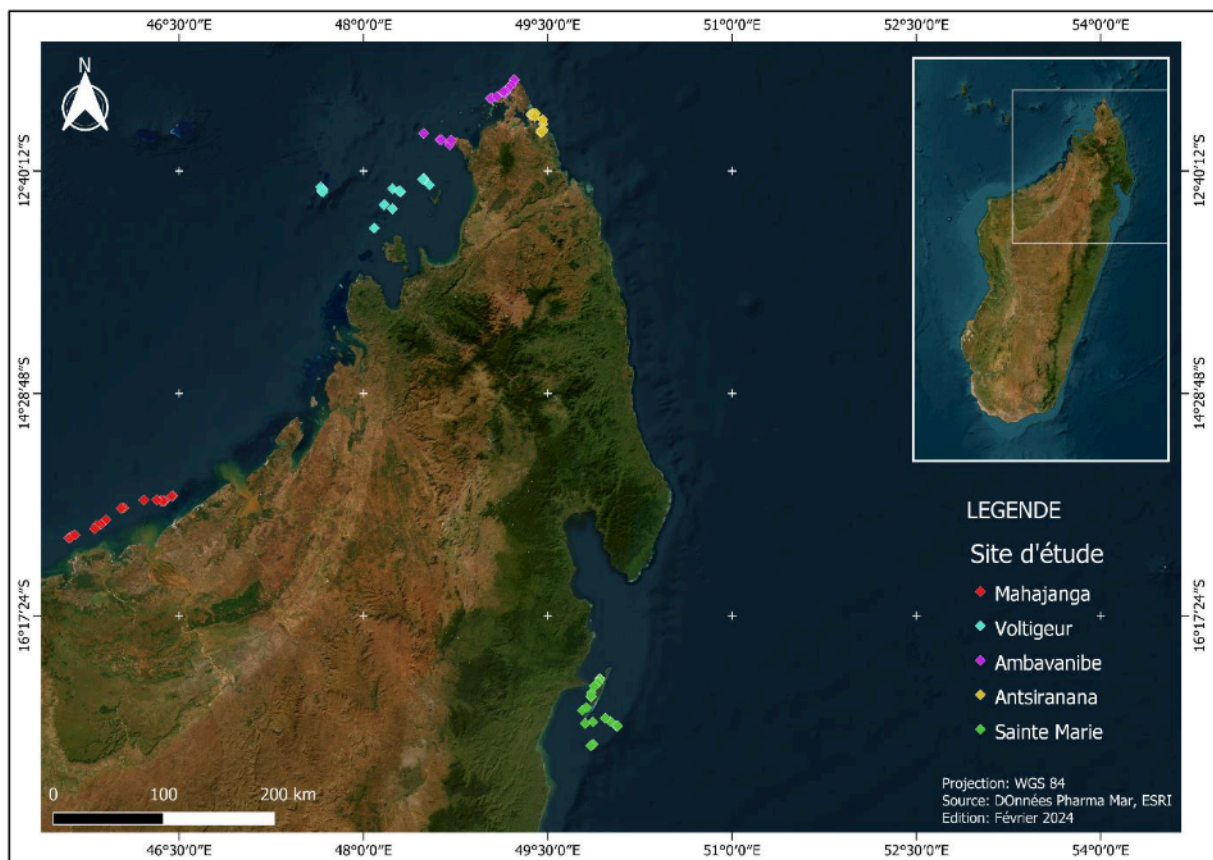 46°30′0″E 48°0′0″E 49°30′0″E 51°0′0″E 52°30′0″E 54°0′0″E
N
12°40′12″S 12°40′12″S
14°28′48″S 14°28′48″S
16°17′24″S 16°17′24″S
LEGENDE
Site d'étude
Mahajanga
Voltigeur
Ambavanibe
Antsiranana
Sainte Marie
0 100 200 km
Projection: WGS 84
Source: DOnnées Pharma Mar, ESRI
Edition: Février 2024
46°30′0″E 48°0′0″E 49°30′0″E 51°0′0″E 52°30′0″E 54°0′0″E